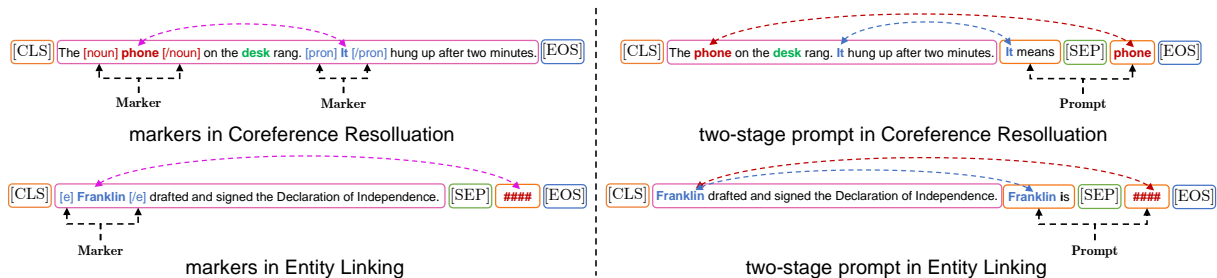 [CLS] The [noun] phone [/noun] on the desk rang. [pron] It [/pron] hung up after two minutes. [EOS]
Marker Marker
markers in Coreference Resolluation
[CLS] [e] Franklin [/e] drafted and signed the Declaration of Independence. [SEP] #### [EOS]
Marker
markers in Entity Linking
[CLS] The phone on the desk rang. It hung up after two minutes. It means [SEP] phone [EOS]
Prompt
two-stage prompt in Coreference Resolluation
[CLS] Franklin drafted and signed the Declaration of Independence. Franklin is [SEP] #### [EOS]
Prompt
two-stage prompt in Entity Linking